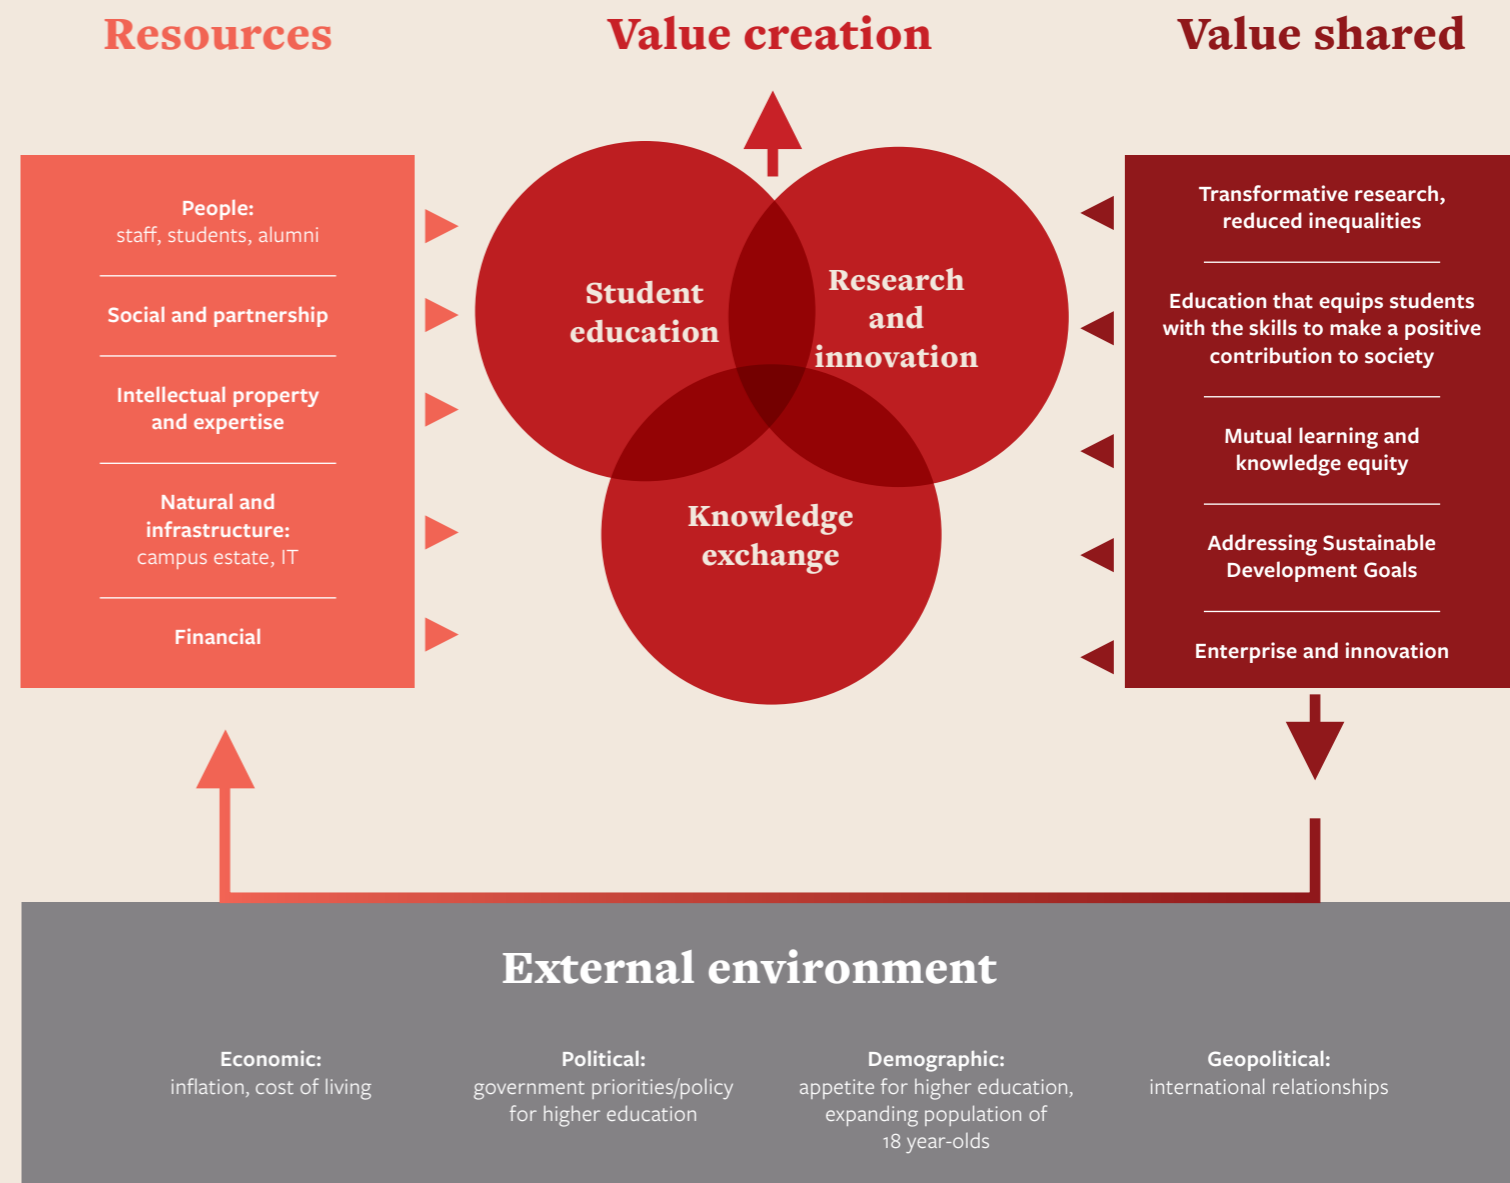 Resources
People:
staff, students, alumni
Social and partnership
Intellectual property
and expertise
Natural and
infrastructure:
campus estate, IT
Financial
Value creation
Student
education
Research
and
innovation
Knowledge
exchange
Value shared
Transformative research,
reduced inequalities
Education that equips students
with the skills to make a positive
contribution to society
Mutual learning and
knowledge equity
Addressing Sustainable
Development Goals
Enterprise and innovation
External environment
Economic:
inflation, cost of living
Political:
government priorities/policy
for higher education
Demographic:
appetite for higher education,
expanding population of
18 year-olds
Geopolitical:
international relationships